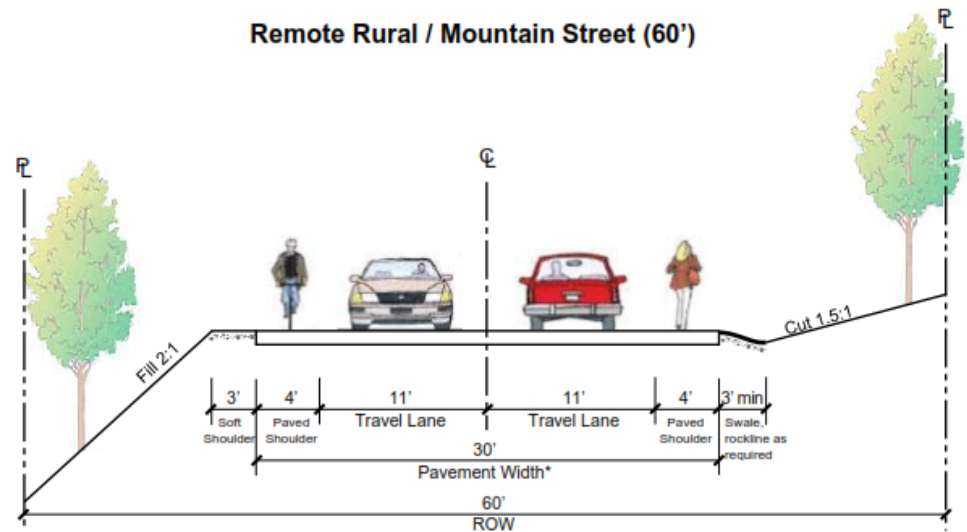 Remote Rural / Mountain Street (60’)
PL
PL
CL
Fill 2:1
Cut 1.5:1
3’ 4’ 11’ 11’ 4’ 3’ min
Soft Shoulder
Paved Shoulder
Travel Lane
Travel Lane
Paved Shoulder
Swale, rockline as required
30’
Pavement Width*
60’
ROW